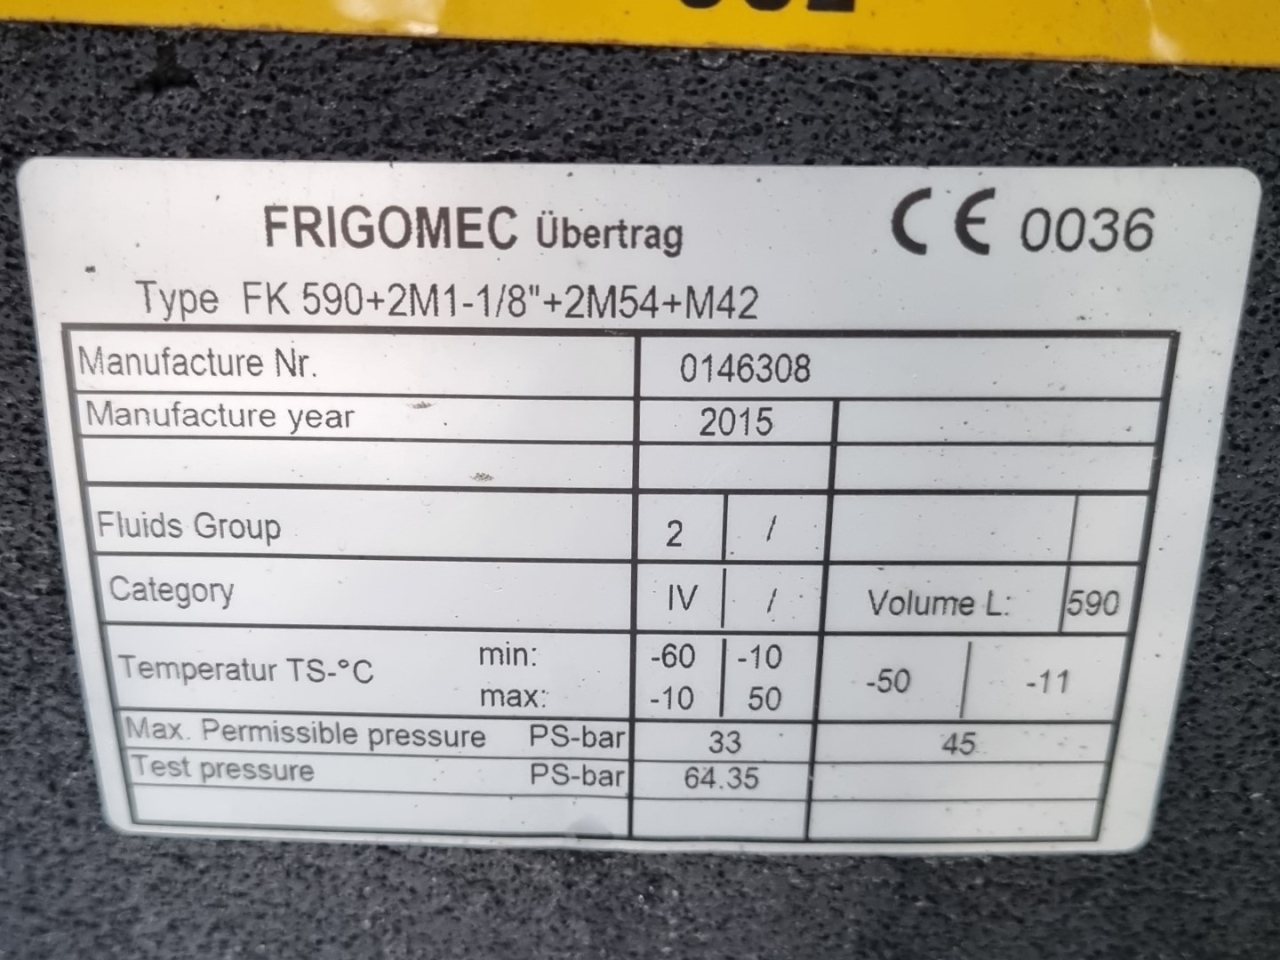 FRIGOMEC Übertrag
CE 0036
Type FK 590+2M1-1/8"+2M54+M42
Manufacture Nr. 0146308
Manufacture year 2015
Fluids Group 2 /
Category IV / Volume L: 590
Temperatur TS-°C min: -60 -10 -50 -11
max: -10 50
Max. Permissible pressure PS-bar 33 45
Test pressure PS-bar 64.35